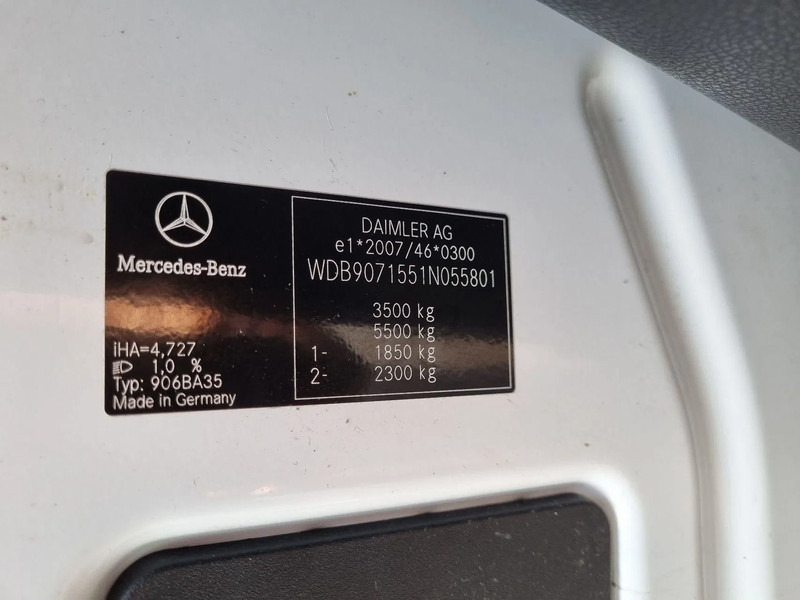 Mercedes-Benz
iHA=4,727
1,0 %
Typ: 906BA35
Made in Germany
DAIMLER AG
e1*2007/46*0300
WDB9071551N055801
3500 kg
5500 kg
1- 1850 kg
2- 2300 kg